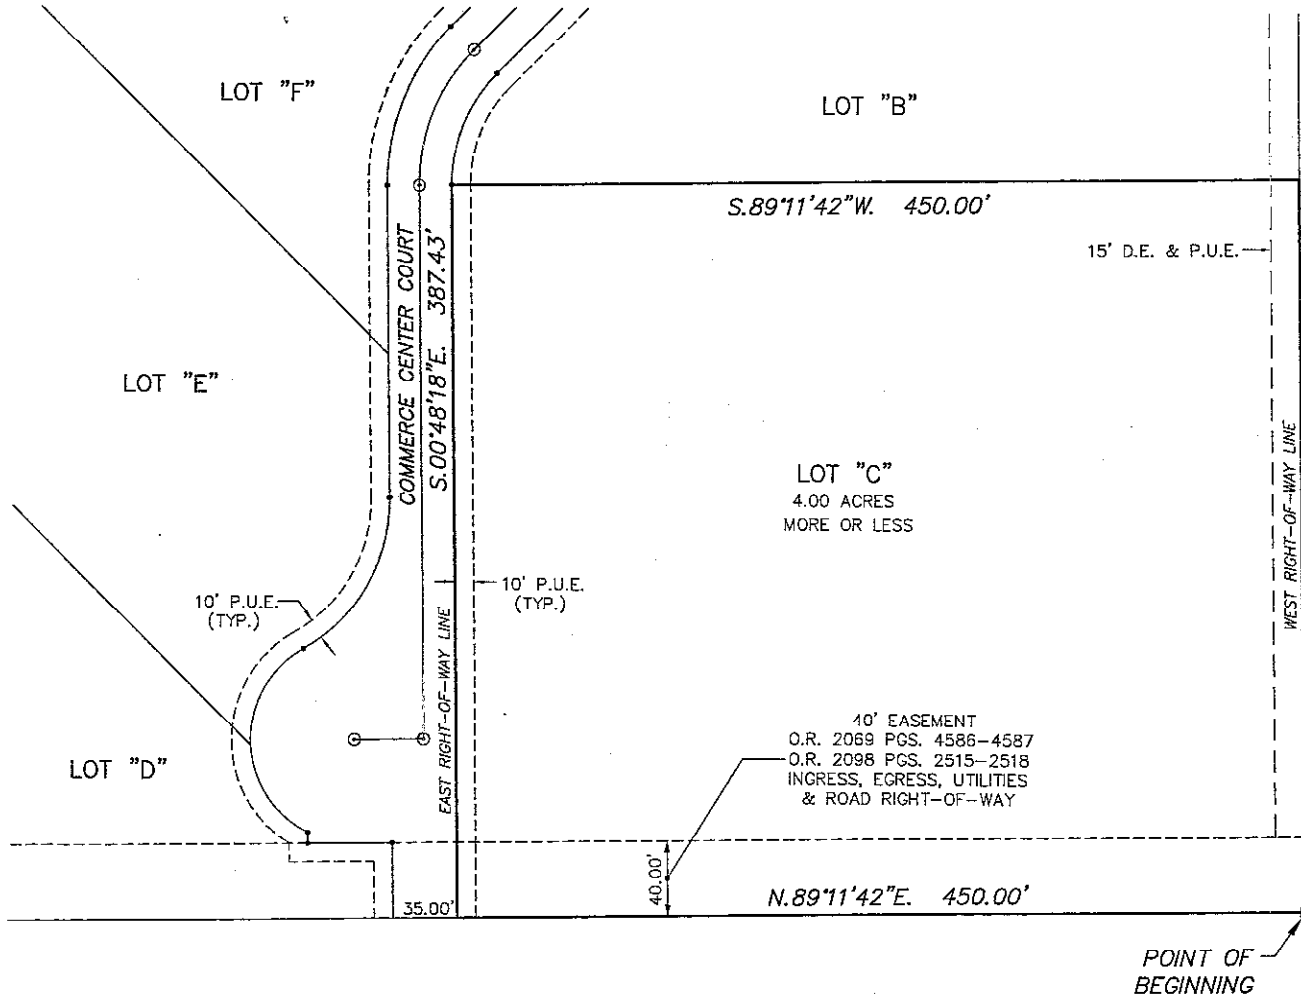 LOT "F"
LOT "B"
S.89°11'42"W. 450.00'
15' D.E. & P.U.E.
COMMERCE CENTER COURT
S.00°48'18"E. 387.43'
LOT "E"
LOT "C"
4.00 ACRES
MORE OR LESS
WEST RIGHT-OF-WAY LINE
10' P.U.E.
(TYP.)
10' P.U.E.
(TYP.)
EAST RIGHT-OF-WAY LINE
LOT "D"
40' EASEMENT
O.R. 2069 PGS. 4586-4587
O.R. 2098 PGS. 2515-2518
INGRESS, EGRESS, UTILITIES
& ROAD RIGHT-OF-WAY
40.00'
35.00'
N.89°11'42"E. 450.00'
POINT OF
BEGINNING